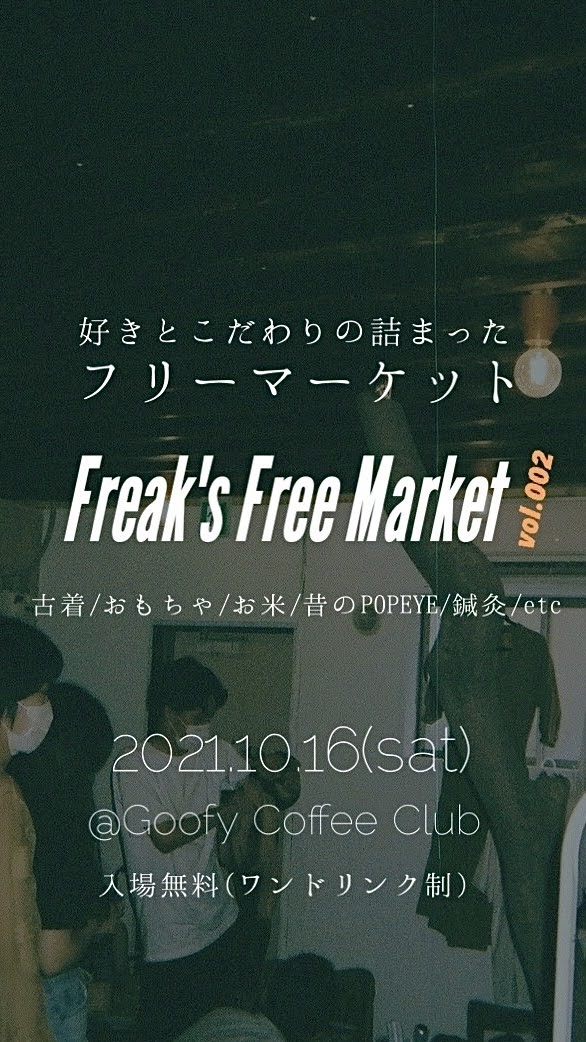 好きとこだわりの詰まった
フリーマーケット
Freak's Free Market vol.002
古着/おもちゃ/お米/昔のPOPEYE/鍼灸/etc
2021.10.16(sat)
@Goofy Coffee Club
入場無料(ワンドリンク制)